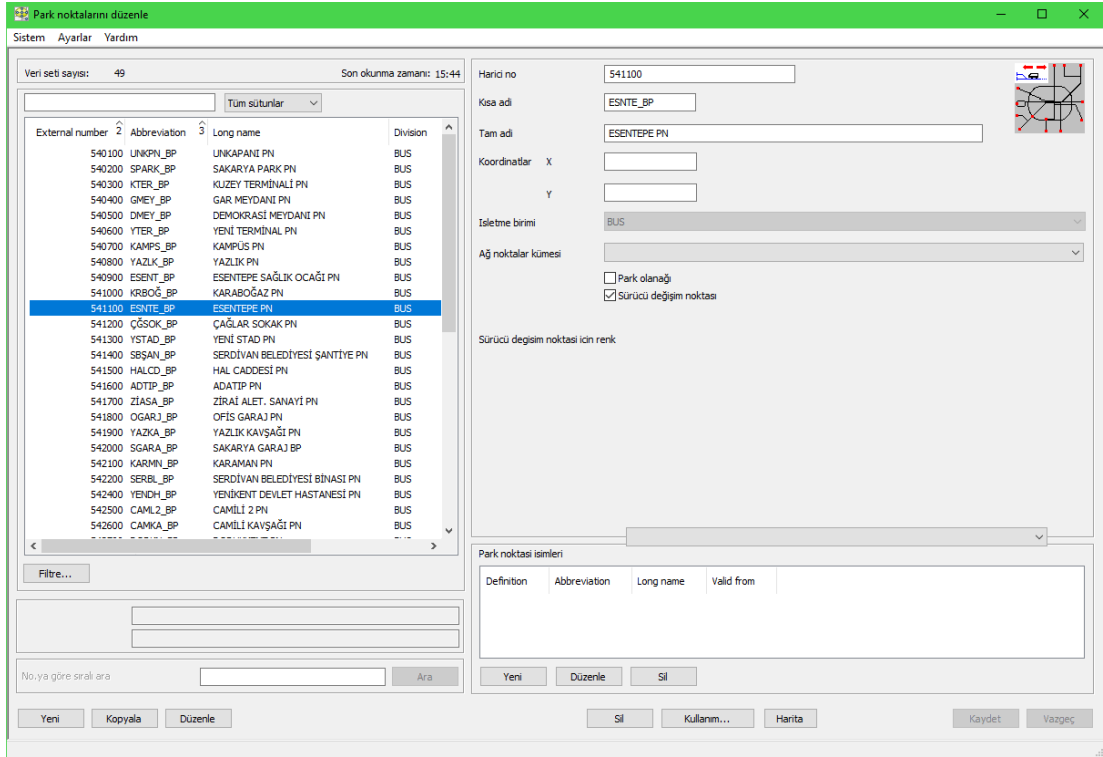 Park noktalarını düzenle
Sistem Ayarlar Yardım
Veri seti sayısı: 49 Son okunma zamanı: 15:44
Tüm sütunlar
External number 2 Abbreviation 3 Long name Division
540100 UNKPN_BP UNKAPANI PN BUS
540200 SPARK_BP SAKARYA PARK PN BUS
540300 KTER_BP KUZEY TERMİNALİ PN BUS
540400 GMEY_BP GAR MEYDANI PN BUS
540500 DMEY_BP DEMOKRASİ MEYDANI PN BUS
540600 YTER_BP YENİ TERMİNAL PN BUS
540700 KAMPS_BP KAMPÜS PN BUS
540800 YAZLK_BP YAZLIK PN BUS
540900 ESENT_BP ESENTEPE SAĞLIK OCAĞI PN BUS
541000 KRBOĞ_BP KARABOĞAZ PN BUS
541100 ESNTE_BP ESENTEPE PN BUS
541200 ÇĞSOK_BP ÇAĞLAR SOKAK PN BUS
541300 YSTAD_BP YENİ STAD PN BUS
541400 SBŞAN_BP SERDİVAN BELEDİYESİ ŞANTİYE PN BUS
541500 HALCD_BP HAL CADDESİ PN BUS
541600 ADTIP_BP ADATIP PN BUS
541700 ZİASA_BP ZİRAİ ALET. SANAYİ PN BUS
541800 OGARJ_BP OFİS GARAJ PN BUS
541900 YAZKA_BP YAZLIK KAVŞAĞI PN BUS
542000 SGARA_BP SAKARYA GARAJ BP BUS
542100 KARMN_BP KARAMAN PN BUS
542200 SERBL_BP SERDİVAN BELEDİYESİ BİNASI PN BUS
542400 YENDH_BP YENİKENT DEVLET HASTANESİ PN BUS
542500 CAML2_BP CAMİLİ 2 PN BUS
542600 CAMKA_BP CAMİLİ KAVŞAĞI PN BUS
Filtre...
No.ya göre sıralı ara Ara
Yeni Kopyala Düzenle
Harici no 541100
Kısa adi ESNTE_BP
Tam adi ESENTEPE PN
Koordinatlar X
Y
Isletme birimi BUS
Ağ noktalar kümesi
Park olanağı
Sürücü değişim noktası
Sürücü degisim noktasi icin renk
Park noktasi isimleri
Definition Abbreviation Long name Valid from
Yeni Düzenle Sil
Sil Kullanım... Harita Kaydet Vazgeç